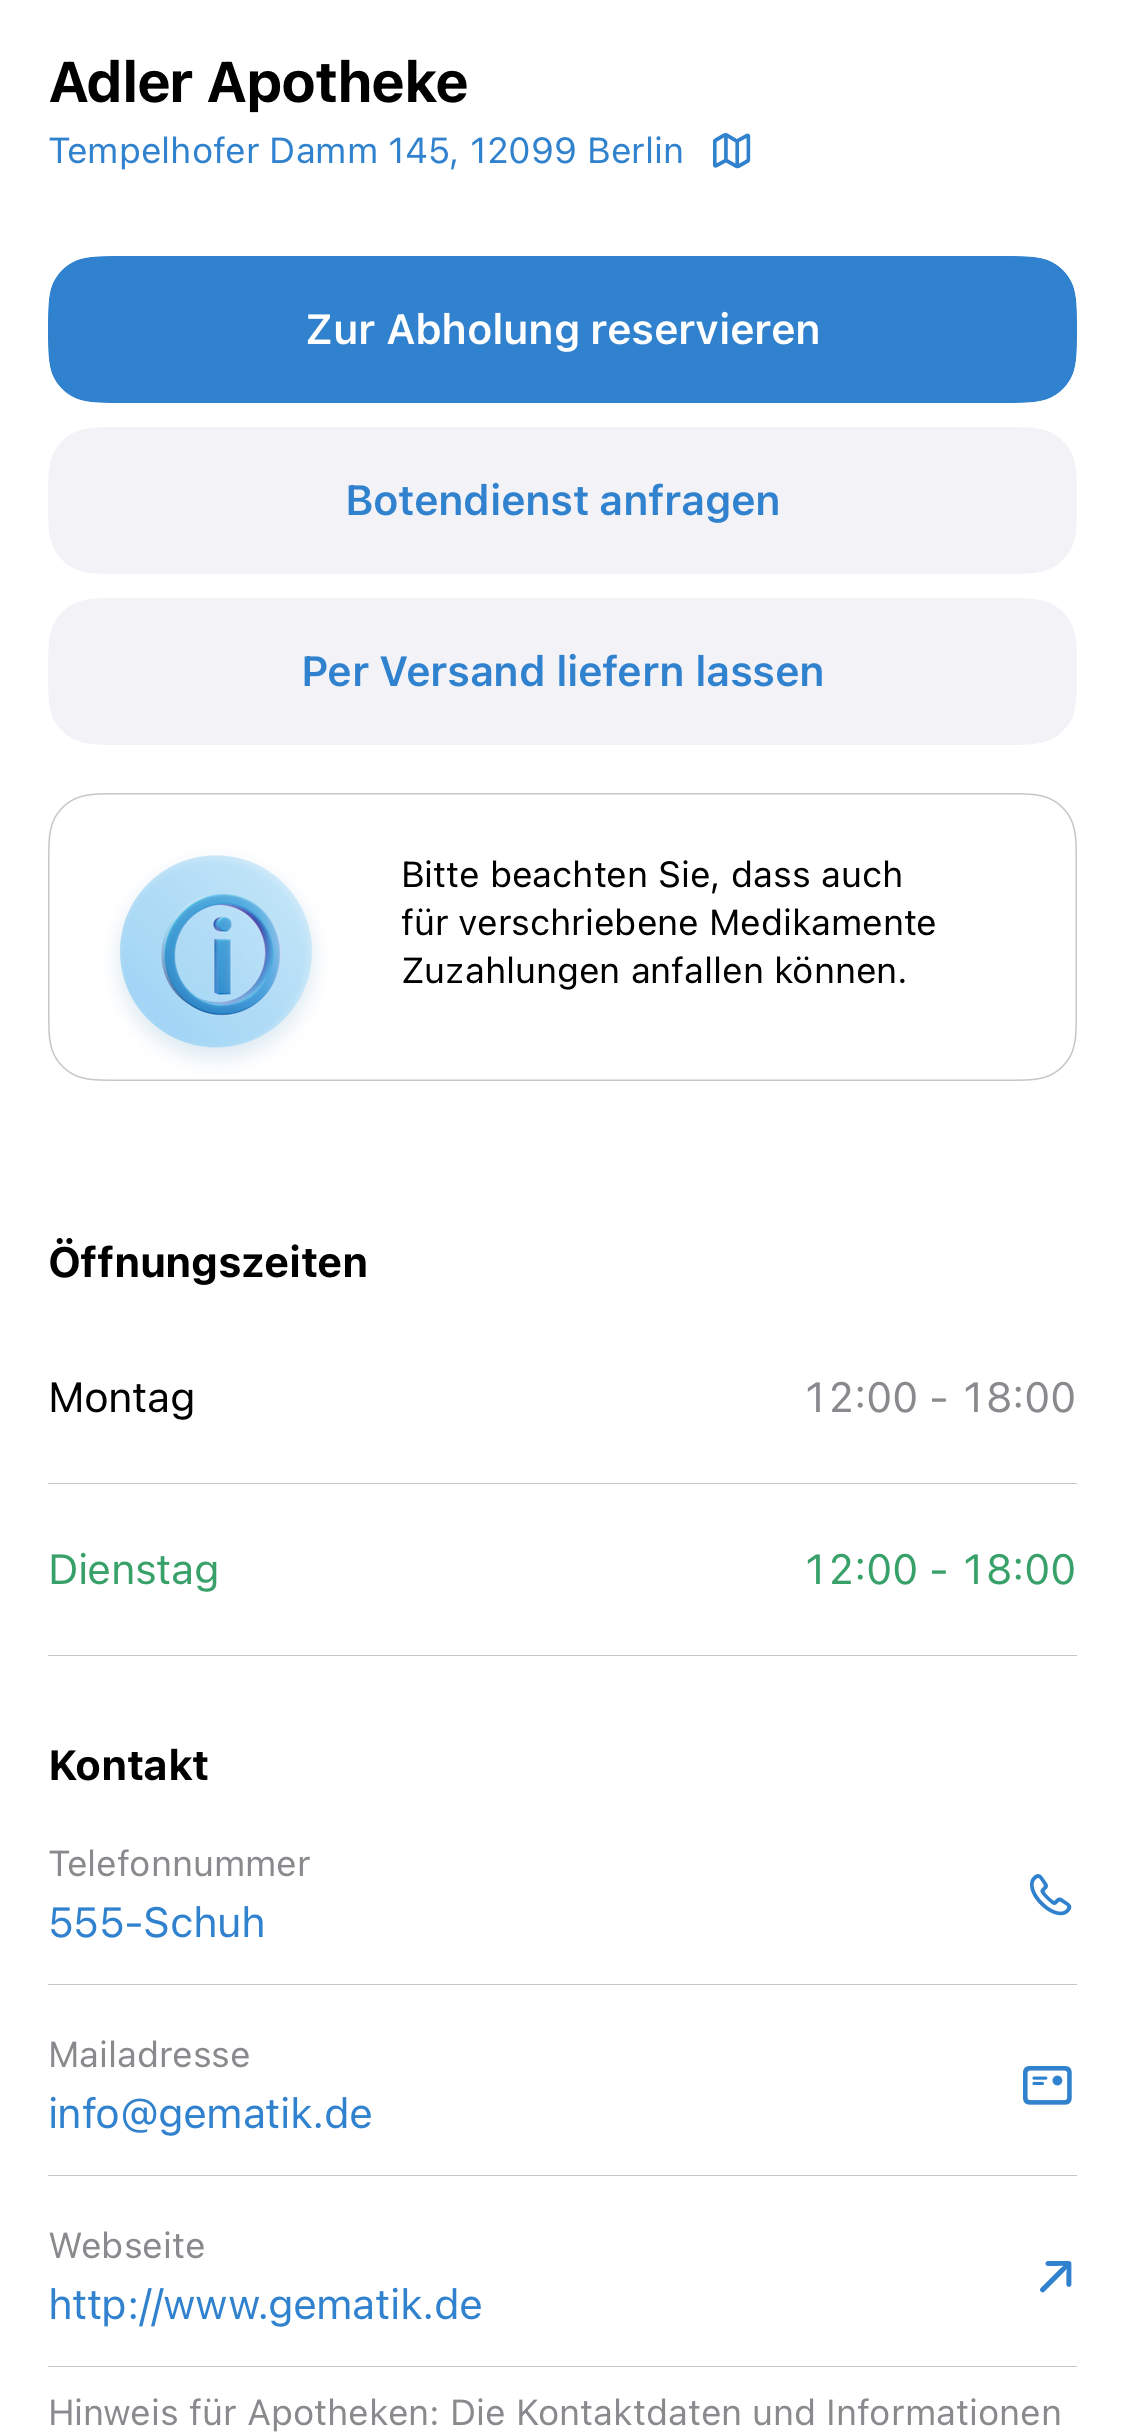 Adler Apotheke
Tempelhofer Damm 145, 12099 Berlin
Zur Abholung reservieren
Botendienst anfragen
Per Versand liefern lassen
Bitte beachten Sie, dass auch
für verschriebene Medikamente
Zuzahlungen anfallen können.
Öffnungszeiten
Montag 12:00 - 18:00
Dienstag 12:00 - 18:00
Kontakt
Telefonnummer
555-Schuh
Mailadresse
info@gematik.de
Webseite
http://www.gematik.de
Hinweis für Apotheken: Die Kontaktdaten und Informationen